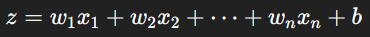 z = w₁x₁ + w₂x₂ + ⋯ + wₙxₙ + b